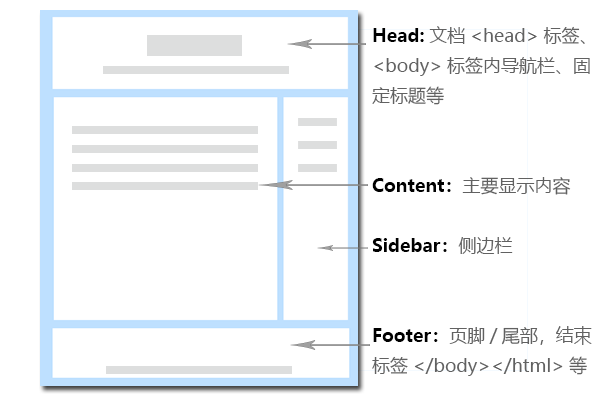 Head: 文档 <head> 标签、
<body> 标签内导航栏、固
定标题等
Content：主要显示内容
Sidebar：侧边栏
Footer：页脚 / 尾部，结束
标签 </body></html> 等